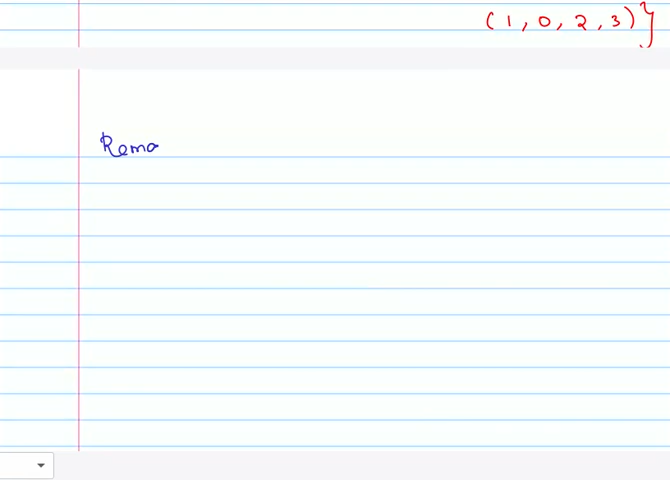 (1, 0, 2, 3)}
Rema